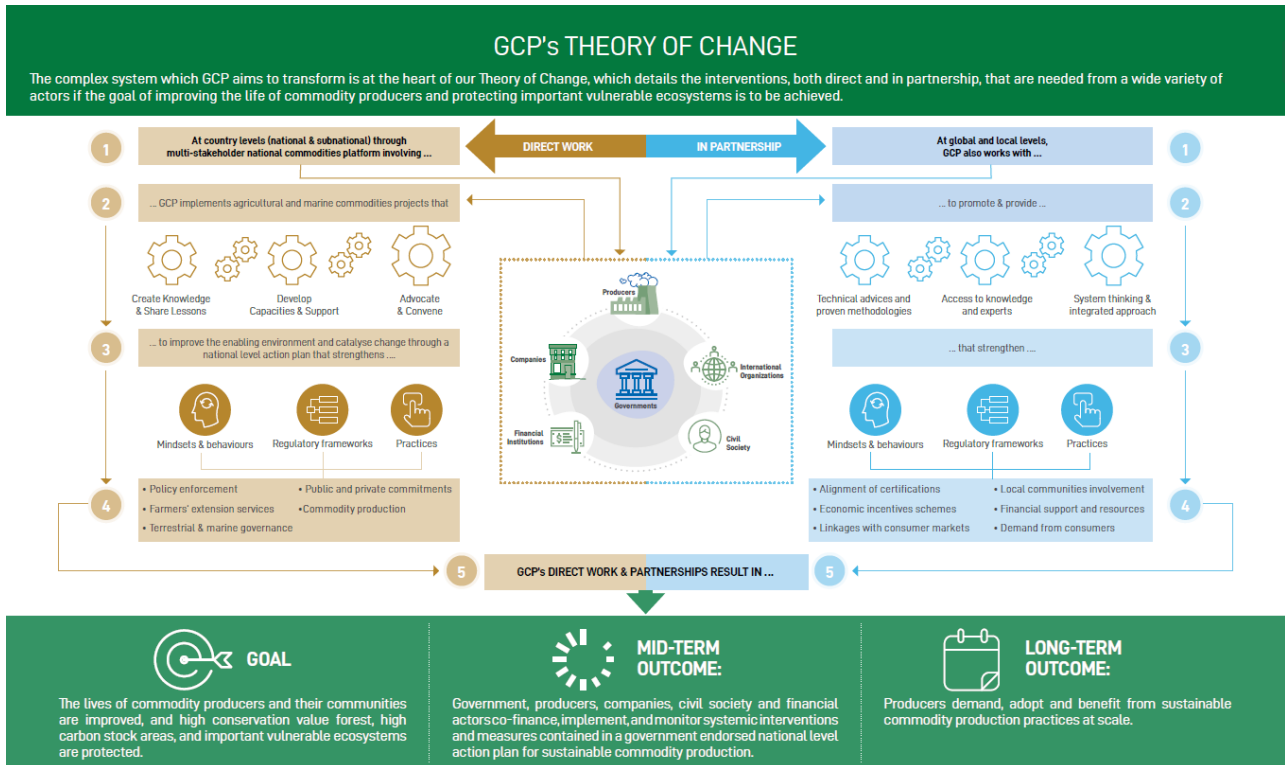 GCP's THEORY OF CHANGE
The complex system which GCP aims to transform is at the heart of our Theory of Change, which details the interventions, both direct and in partnership, that are needed from a wide variety of
actors if the goal of improving the life of commodity producers and protecting important vulnerable ecosystems is to be achieved.
1
At country levels (national & subnational) through
multi-stakeholder national commodities platform involving ...
DIRECT WORK
IN PARTNERSHIP
At global and local levels,
GCP also works with ...
1
2
... GCP implements agricultural and marine commodities projects that
... to promote & provide ...
2
Create Knowledge
& Share Lessons
Develop
Capacities & Support
Advocate
& Convene
Technical advices and
proven methodologies
Access to knowledge
and experts
System thinking &
integrated approach
3
... to improve the enabling environment and catalyse change through a
national level action plan that strengthens ...
... that strengthen ...
3
Producers
Companies
International
Organizations
Governments
Financial
Institutions
Civil
Society
Mindsets & behaviours
Regulatory frameworks
Practices
Mindsets & behaviours
Regulatory frameworks
Practices
4
• Policy enforcement
• Farmers' extension services
• Terrestrial & marine governance
• Public and private commitments
•Commodity production
• Alignment of certifications
• Economic incentives schemes
• Linkages with consumer markets
• Local communities involvement
• Financial support and resources
• Demand from consumers
4
5
GCP's DIRECT WORK & PARTNERSHIPS RESULT IN ...
5
GOAL
The lives of commodity producers and their communities
are improved, and high conservation value forest, high
carbon stock areas, and important vulnerable ecosystems
are protected.
MID-TERM
OUTCOME:
Government, producers, companies, civil society and financial
actors co-finance, implement, and monitor systemic interventions
and measures contained in a government endorsed national level
action plan for sustainable commodity production.
LONG-TERM
OUTCOME:
Producers demand, adopt and benefit from sustainable
commodity production practices at scale.